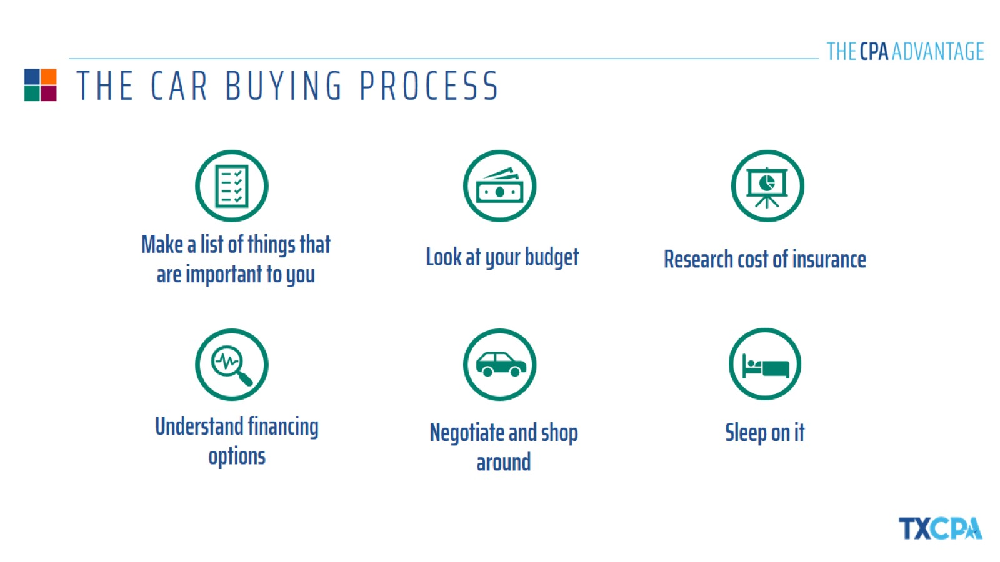 THE CPA ADVANTAGE
THE CAR BUYING PROCESS
Make a list of things that
are important to you
Look at your budget
Research cost of insurance
Understand financing
options
Negotiate and shop
around
Sleep on it
TXCPA